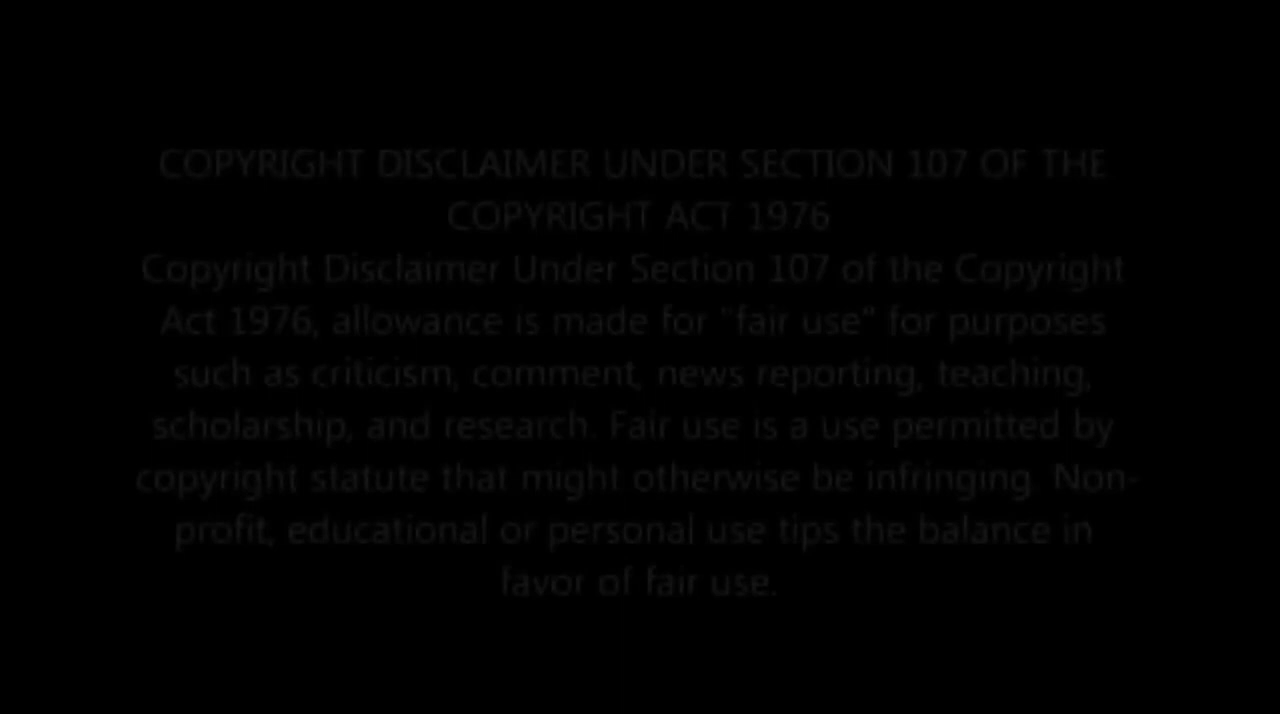 COPYRIGHT DISCLAIMER UNDER SECTION 107 OF THE
COPYRIGHT ACT 1976
Copyright Disclaimer Under Section 107 of the Copyright
Act 1976, allowance is made for "fair use" for purposes
such as criticism, comment, news reporting, teaching,
scholarship, and research. Fair use is a use permitted by
copyright statute that might otherwise be infringing. Non-
profit, educational or personal use tips the balance in
favor of fair use.